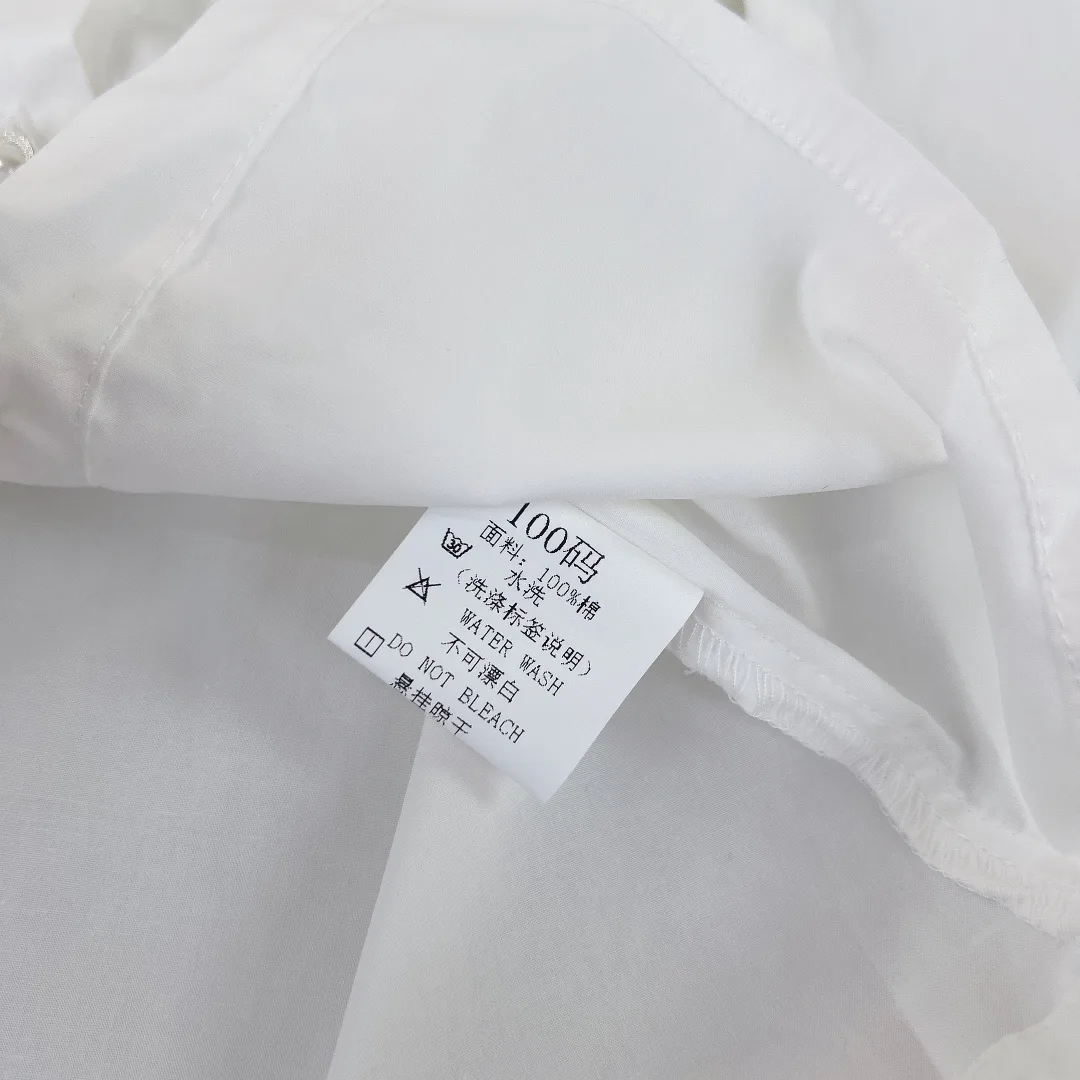 100码
面料：100%棉
水洗
（洗涤标签说明）
30
WATER WASH
不可漂白
DO NOT BLEACH
悬挂晾干